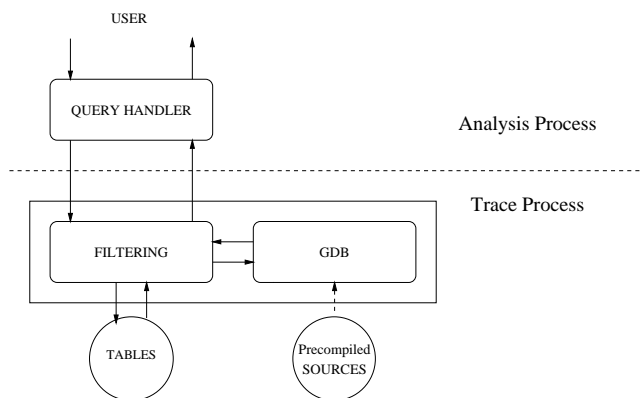 USER
QUERY HANDLER
Analysis Process
Trace Process
FILTERING
GDB
TABLES
Precompiled
SOURCES